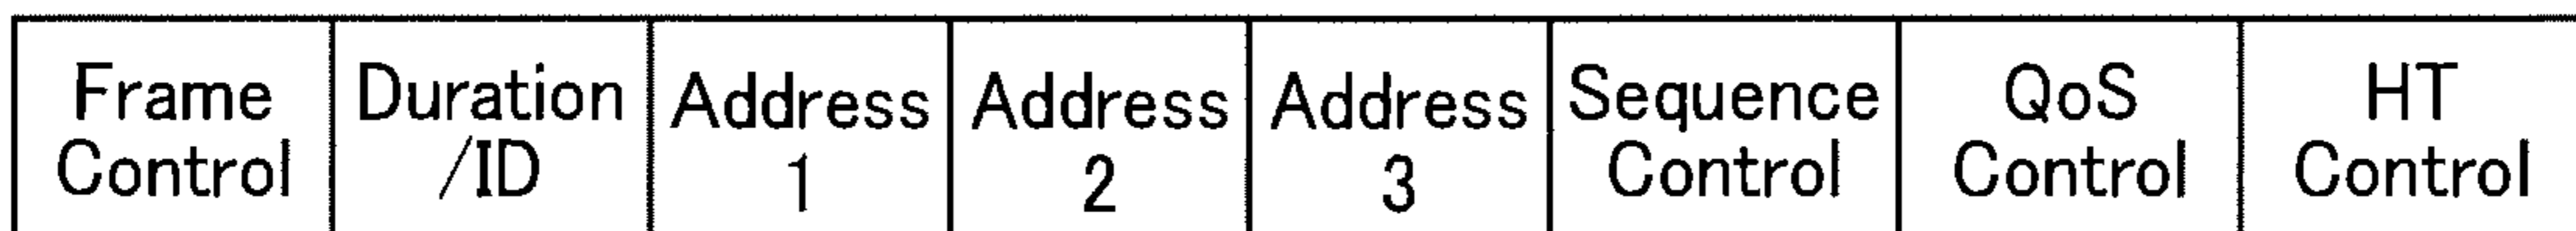 Frame Control
Duration /ID
Address 1
Address 2
Address 3
Sequence Control
QoS Control
HT Control